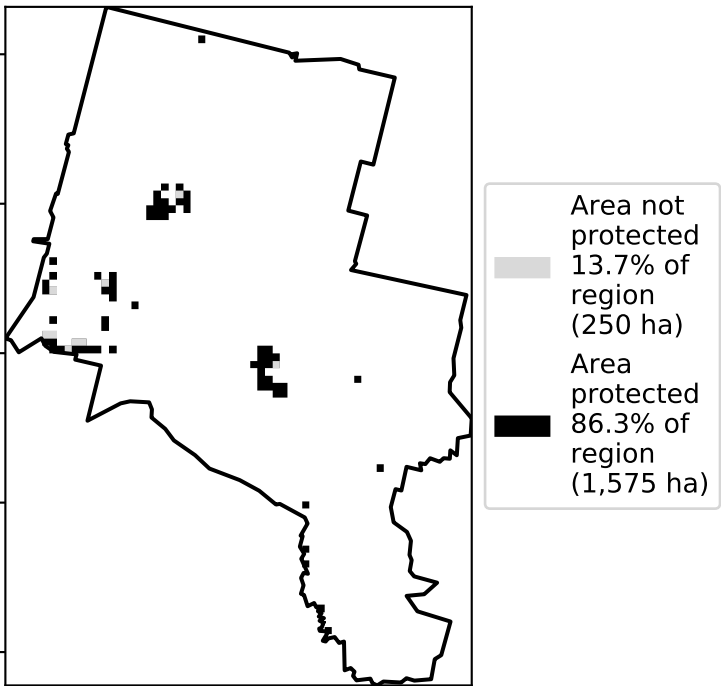 Area not
protected
13.7% of
region
(250 ha)
Area
protected
86.3% of
region
(1,575 ha)